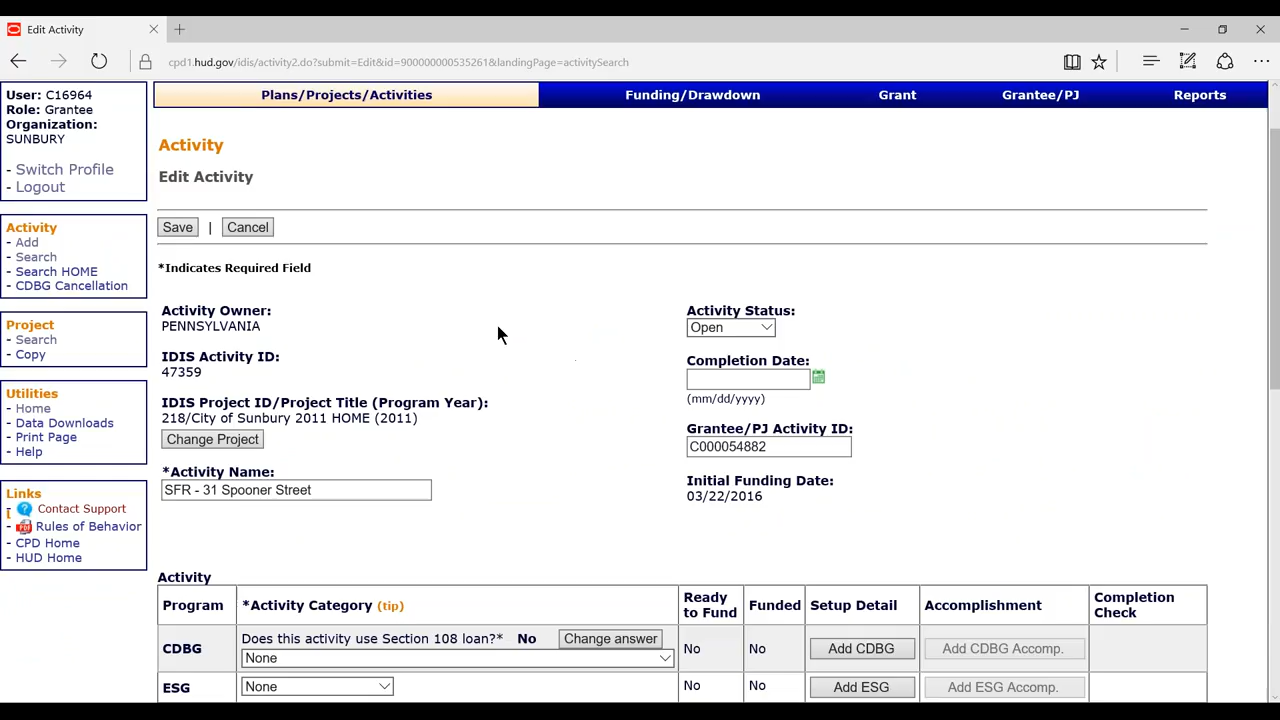 Edit Activity
cpd1.hud.gov/idis/activity2.do?submit=Edit&id=900000000535261&landingPage=activitySearch
User: C16964
Role: Grantee
Organization:
SUNBURY
- Switch Profile
- Logout
Activity
- Add
- Search
- Search HOME
- CDBG Cancellation
Project
- Search
- Copy
Utilities
- Home
- Data Downloads
- Print Page
- Help
Links
- Contact Support
- Rules of Behavior
- CPD Home
- HUD Home
Plans/Projects/Activities Funding/Drawdown Grant Grantee/PJ Reports
Activity
Edit Activity
Save | Cancel
*Indicates Required Field
Activity Owner:
PENNSYLVANIA
IDIS Activity ID:
47359
IDIS Project ID/Project Title (Program Year):
218/City of Sunbury 2011 HOME (2011)
Change Project
*Activity Name:
SFR - 31 Spooner Street
Activity Status:
Open
Completion Date:
(mm/dd/yyyy)
Grantee/PJ Activity ID:
C000054882
Initial Funding Date:
03/22/2016
Activity
Program *Activity Category (tip) Ready to Fund Funded Setup Detail Accomplishment Completion Check
CDBG Does this activity use Section 108 loan?* No Change answer
None No No Add CDBG Add CDBG Accomp.
ESG None No No Add ESG Add ESG Accomp.